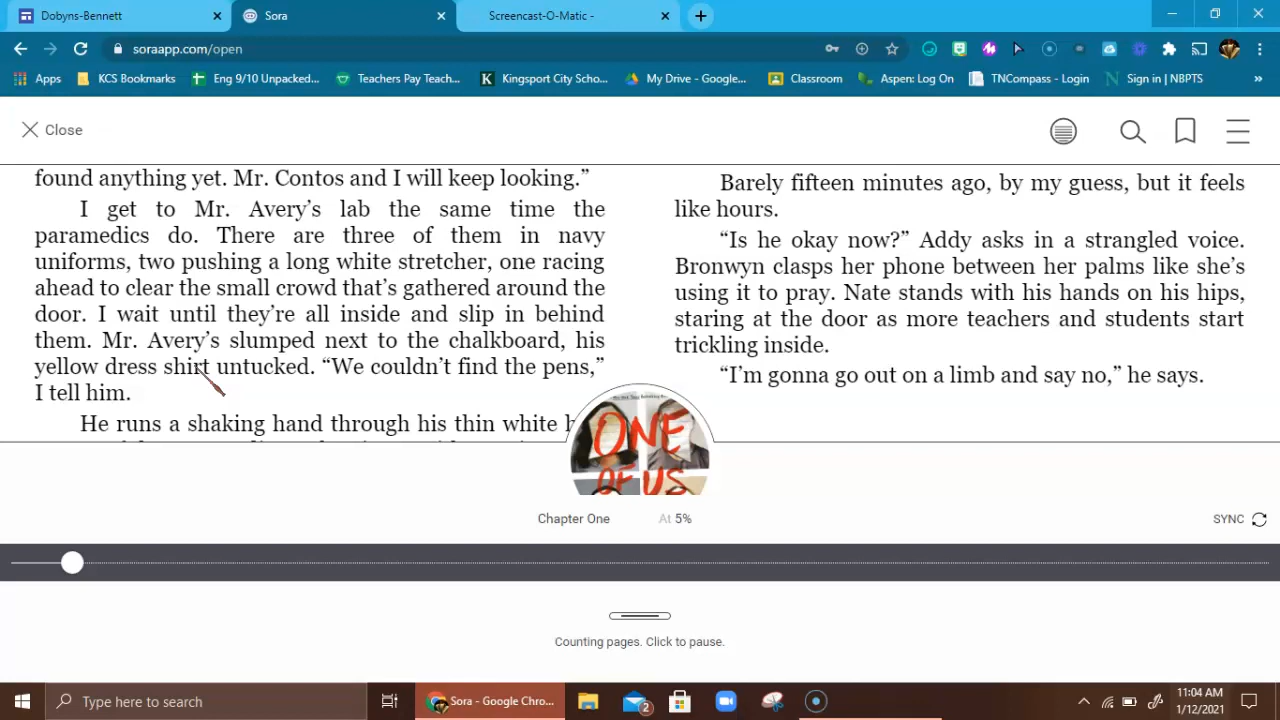 Dobyns-Bennett
Sora
Screencast-O-Matic -
soraapp.com/open
Apps
KCS Bookmarks
Eng 9/10 Unpacked...
Teachers Pay Teach...
Kingsport City Scho...
My Drive - Google...
Classroom
Aspen: Log On
TNCompass - Login
Sign in | NBPTS
»
Close
found anything yet. Mr. Contos and I will keep looking.”
I get to Mr. Avery’s lab the same time the
paramedics do. There are three of them in navy
uniforms, two pushing a long white stretcher, one racing
ahead to clear the small crowd that’s gathered around the
door. I wait until they’re all inside and slip in behind
them. Mr. Avery’s slumped next to the chalkboard, his
yellow dress shirt untucked. “We couldn’t find the pens,”
I tell him.
He runs a shaking hand through his thin white
Barely fifteen minutes ago, by my guess, but it feels
like hours.
“Is he okay now?” Addy asks in a strangled voice.
Bronwyn clasps her phone between her palms like she’s
using it to pray. Nate stands with his hands on his hips,
staring at the door as more teachers and students start
trickling inside.
“I’m gonna go out on a limb and say no,” he says.
ONE
OF US
Chapter One
At 5%
SYNC
Counting pages. Click to pause.
Type here to search
Sora - Google Chro...
2
11:04 AM
1/12/2021